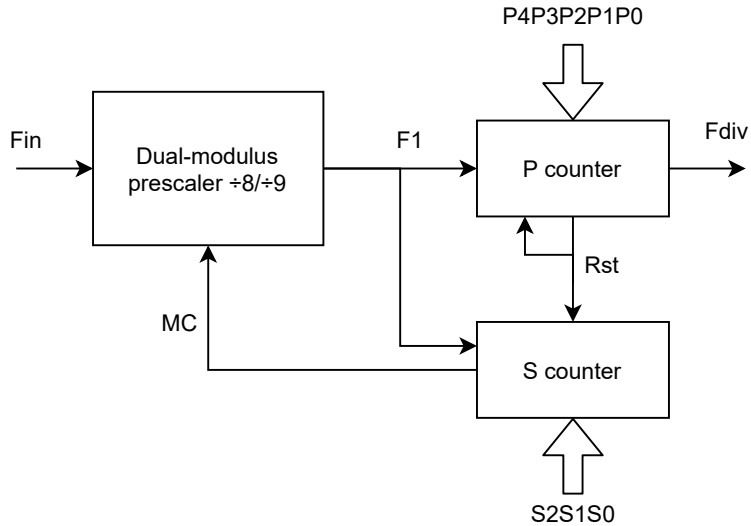 P4P3P2P1P0
Fin
Dual-modulus
prescaler ÷8/÷9
F1
P counter
Fdiv
Rst
MC
S counter
S2S1S0